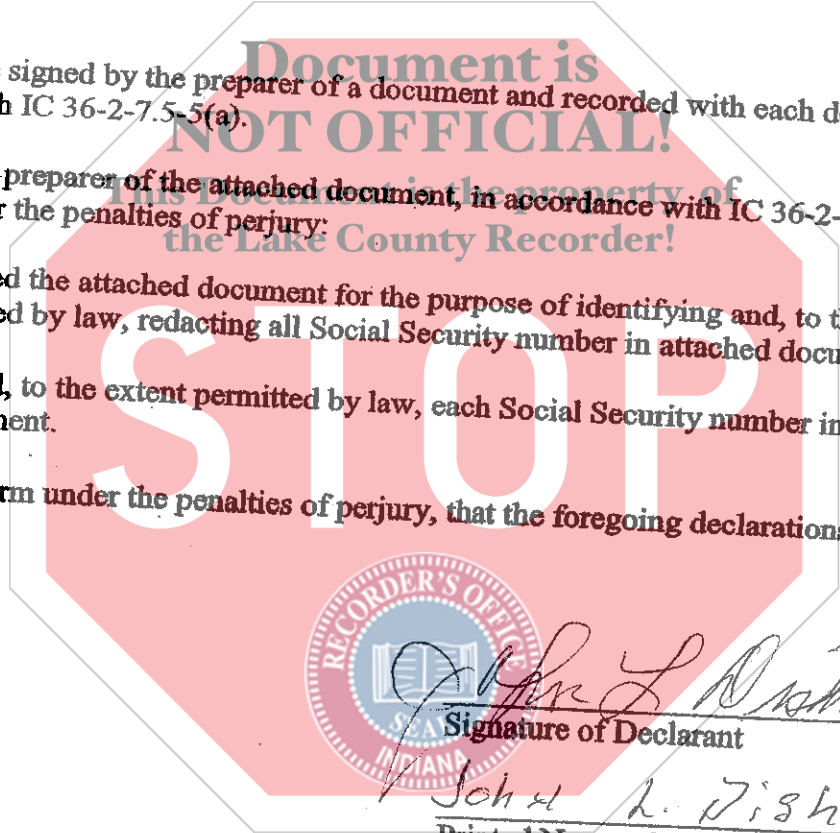 Document is
signed by the preparer of a document and recorded with each d
h IC 36-2-7.5-5(a).
NOT OFFICIAL!
preparer of the attached document, in accordance with IC 36-2-
This Document is the property of
r the penalties of perjury:
the Lake County Recorder!
ed the attached document for the purpose of identifying and, to t
ed by law, redacting all Social Security number in attached docu
l, to the extent permitted by law, each Social Security number in
nent.
rm under the penalties of perjury, that the foregoing declarations
STOP
RECORDER'S OFFICE
SEAL
INDIANA
John L Dish
Signature of Declarant
John L. Dish